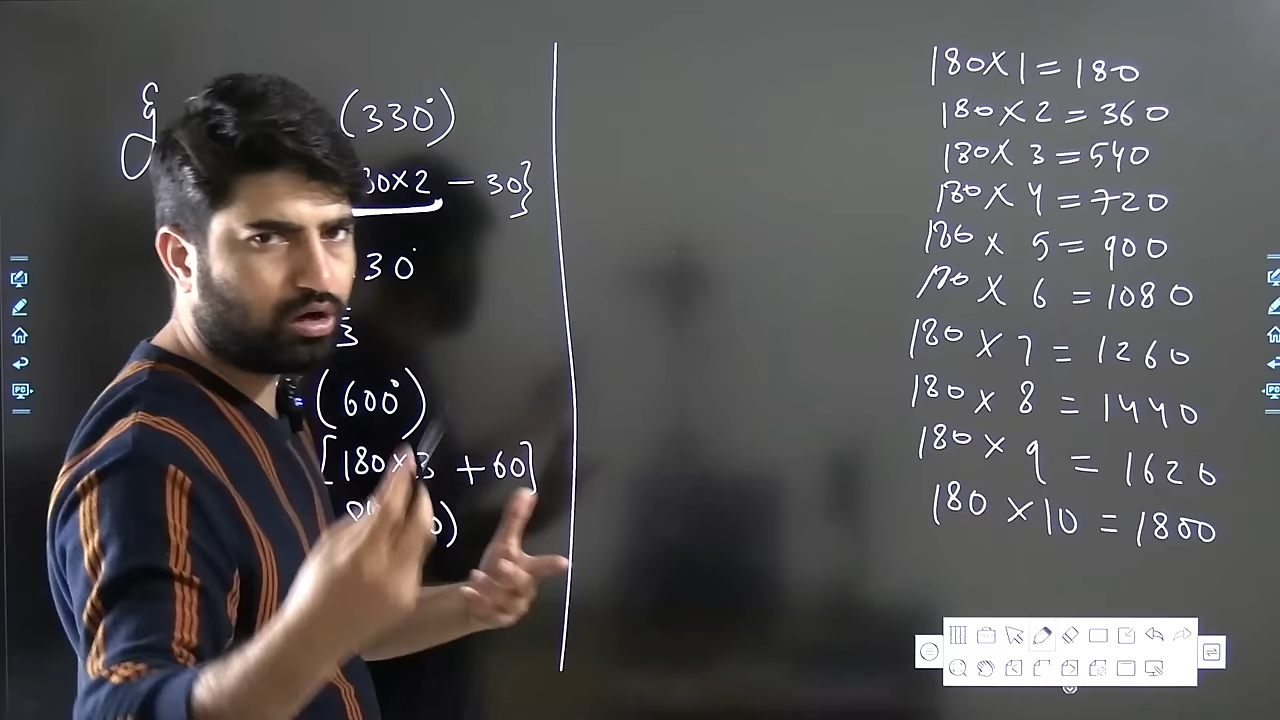 (330°)
30×2 - 30}
30°
3
= (600°)
[180×3 +60]
180×1 = 180
180×2 = 360
180×3 = 540
180×4 = 720
180×5 = 900
180×6 = 1080
180×7 = 1260
180×8 = 1440
180×9 = 1620
180×10 = 1800